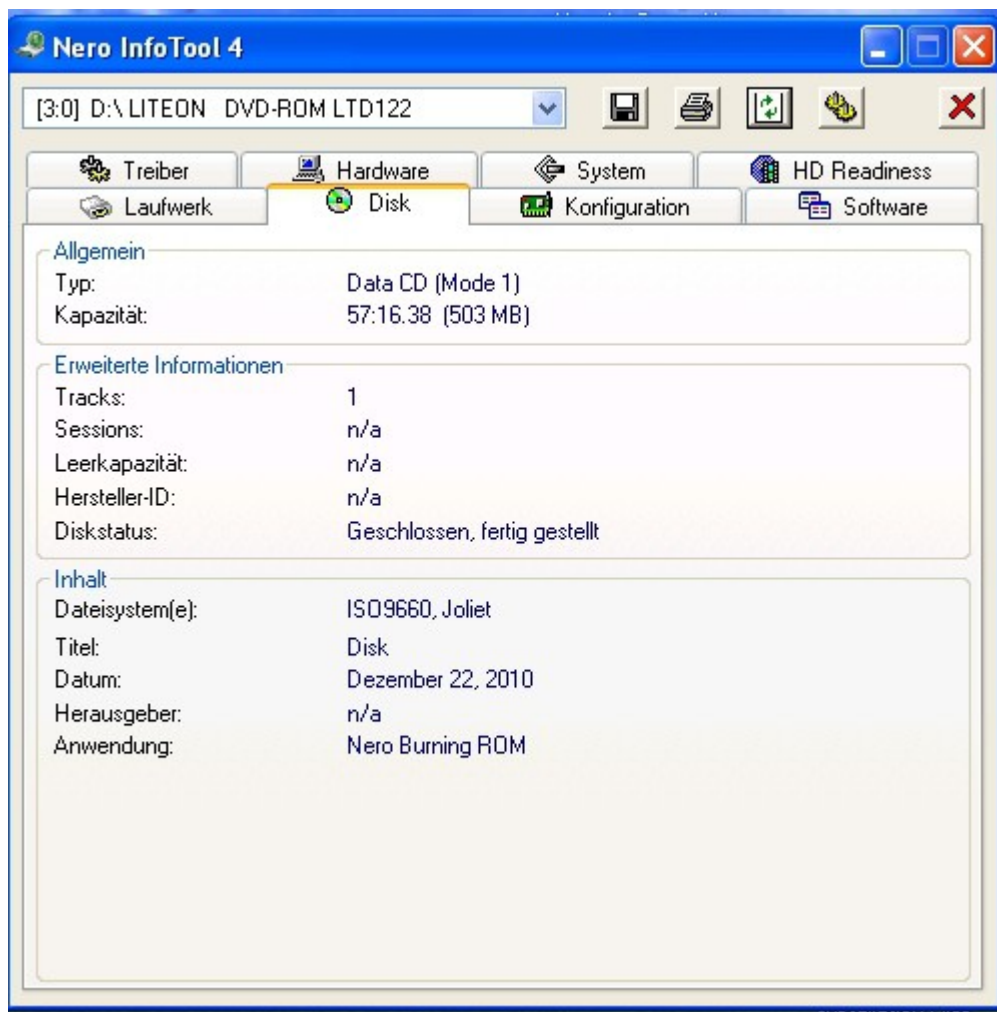 Nero InfoTool 4
[3:0] D:\ LITEON DVD-ROM LTD122
Treiber
Hardware
System
HD Readiness
Laufwerk
Disk
Konfiguration
Software
Allgemein
Typ: Data CD (Mode 1)
Kapazität: 57:16.38 (503 MB)
Erweiterte Informationen
Tracks: 1
Sessions: n/a
Leerkapazität: n/a
Hersteller-ID: n/a
Diskstatus: Geschlossen, fertig gestellt
Inhalt
Dateisystem(e): ISO9660, Joliet
Titel: Disk
Datum: Dezember 22, 2010
Herausgeber: n/a
Anwendung: Nero Burning ROM